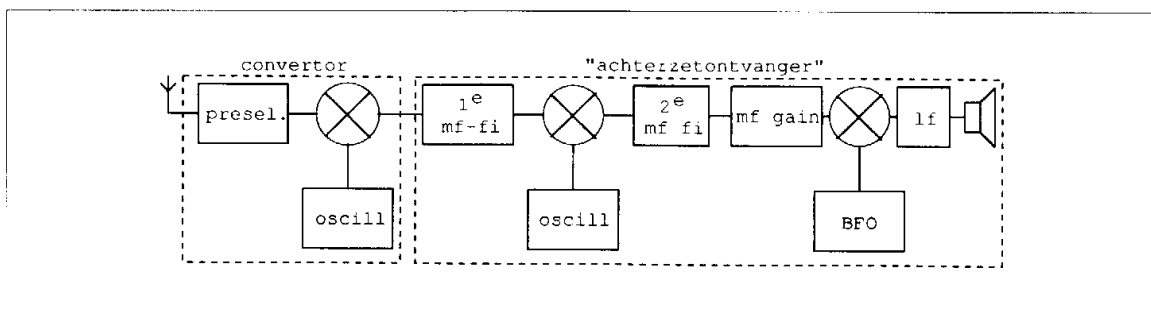 convertor
"achterzetontvanger"
presel.
1e
mf-fi
2e
mf fi
mf gain
lf
oscill
oscill
BFO